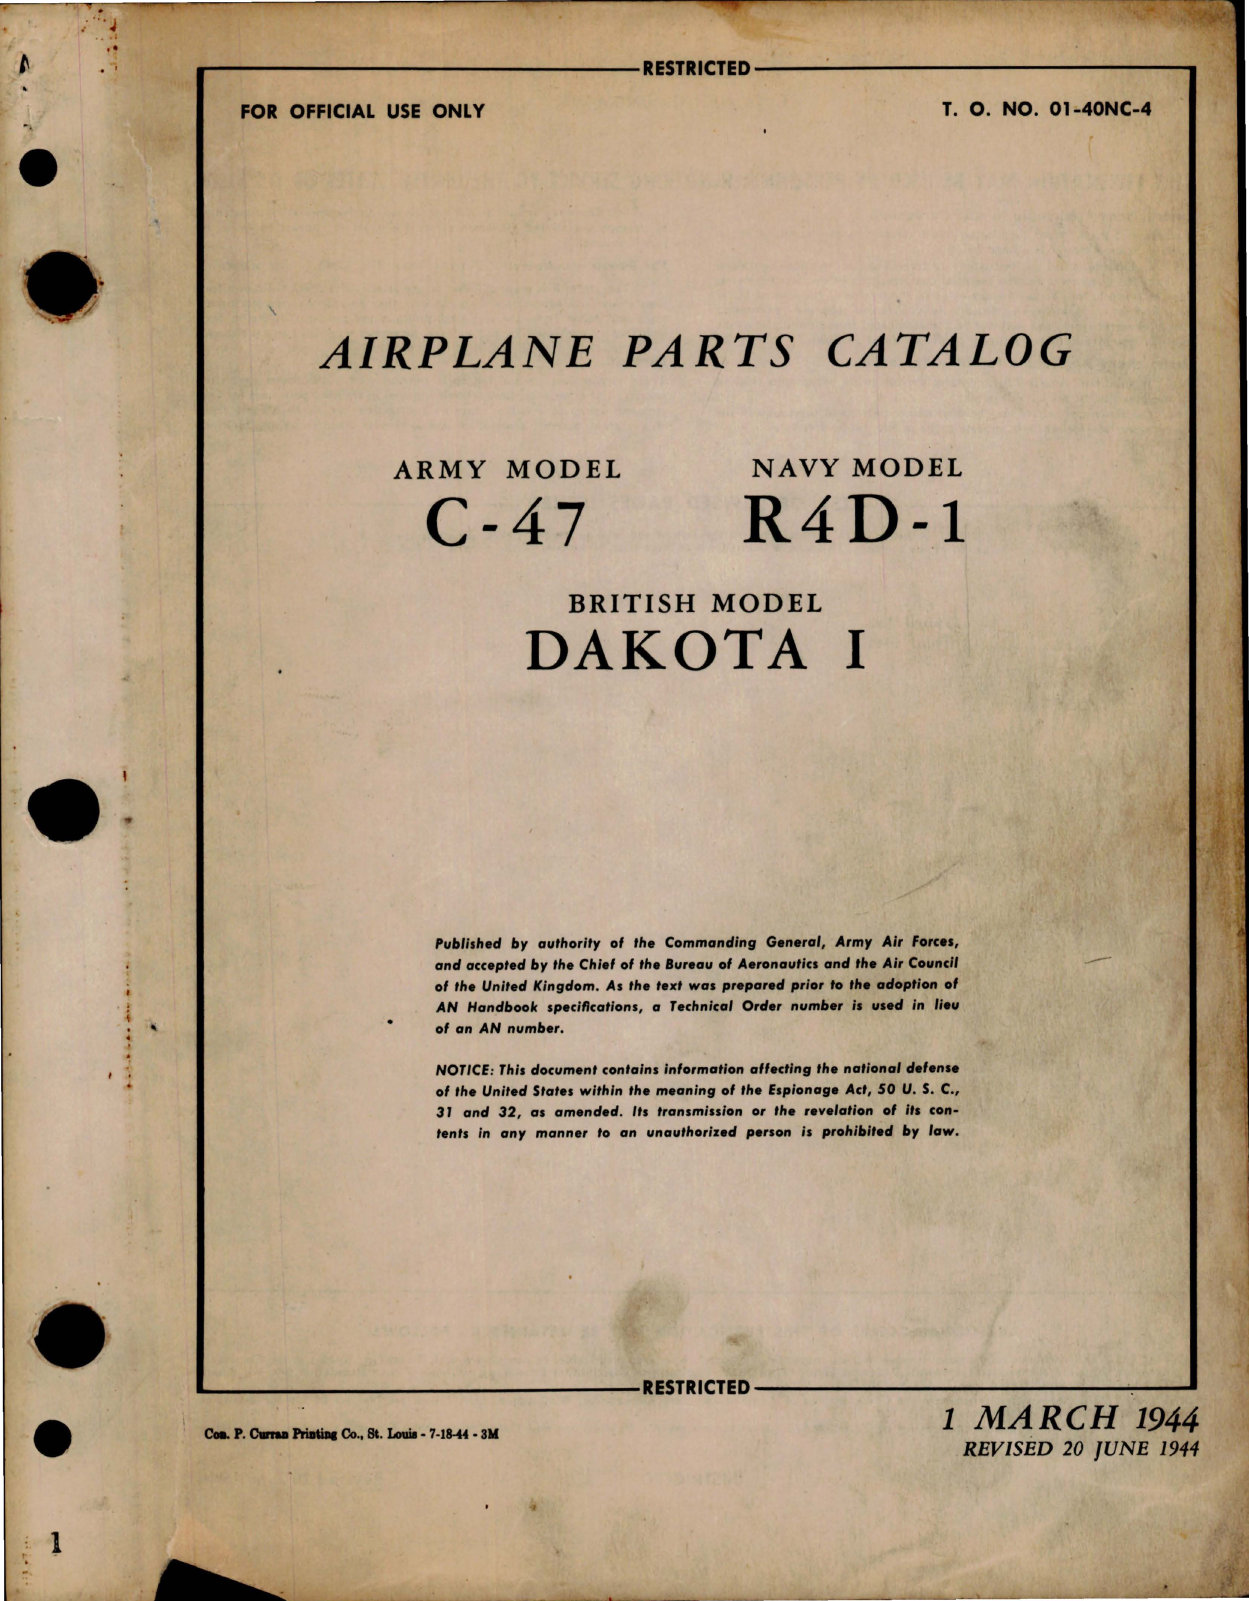 RESTRICTED
FOR OFFICIAL USE ONLY
T. O. NO. 01-40NC-4
AIRPLANE PARTS CATALOG
ARMY MODEL
C-47
NAVY MODEL
R4D-1
BRITISH MODEL
DAKOTA I
Published by authority of the Commanding General, Army Air Forces,
and accepted by the Chief of the Bureau of Aeronautics and the Air Council
of the United Kingdom. As the text was prepared prior to the adoption of
AN Handbook specifications, a Technical Order number is used in lieu
of an AN number.
NOTICE: This document contains information affecting the national defense
of the United States within the meaning of the Espionage Act, 50 U. S. C.,
31 and 32, as amended. Its transmission or the revelation of its con-
tents in any manner to an unauthorized person is prohibited by law.
RESTRICTED
Con. P. Curran Printing Co., St. Louis - 7-18-44 - 3M
1 MARCH 1944
REVISED 20 JUNE 1944
1